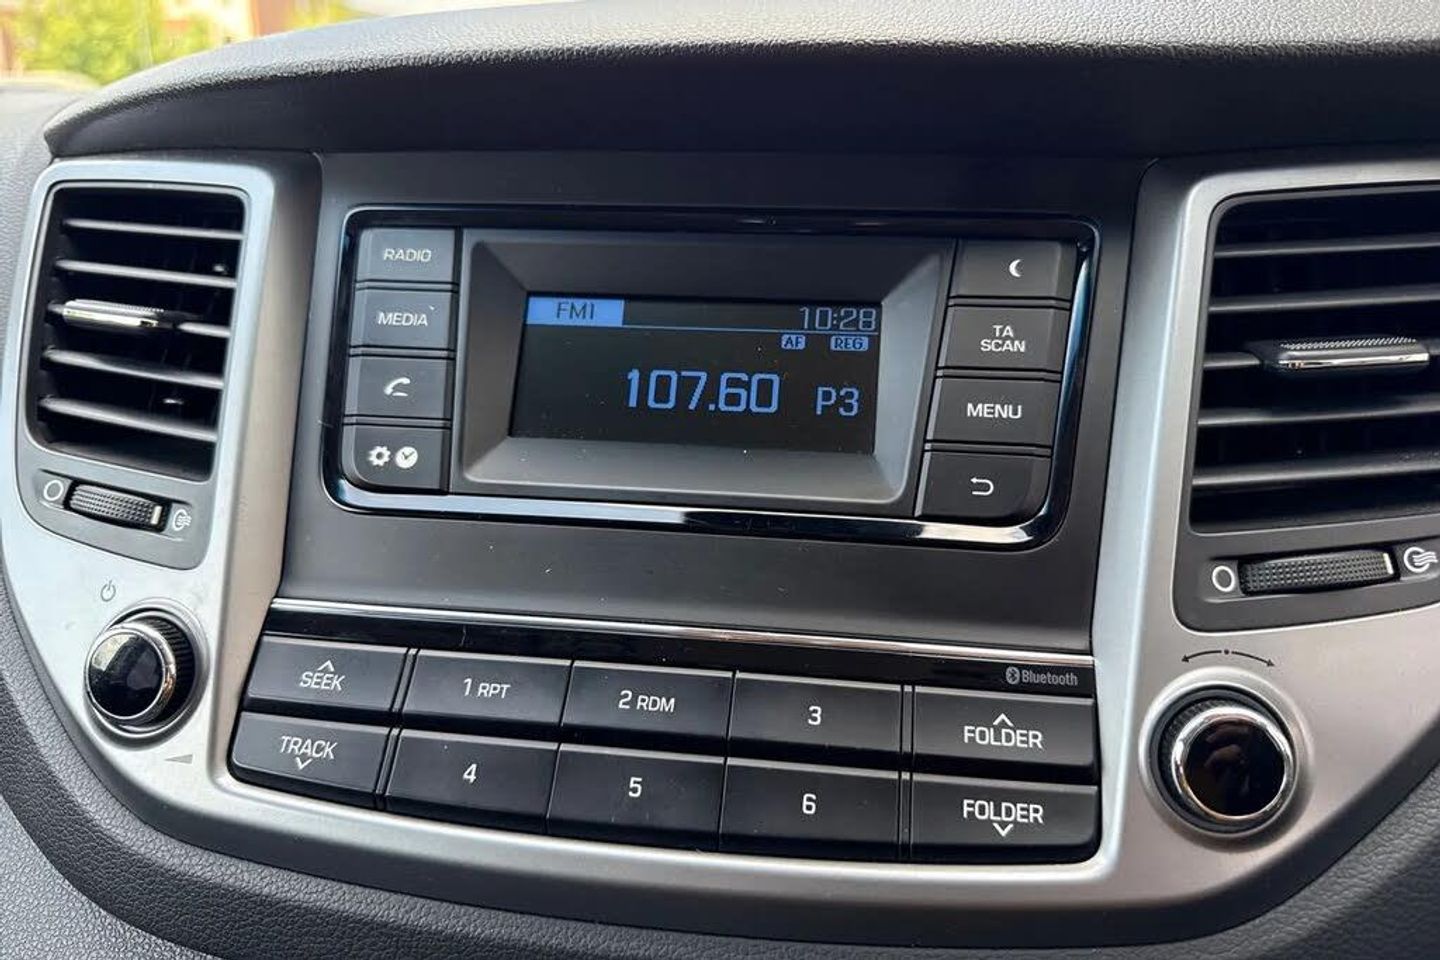 RADIO
MEDIA
FM1 10:28
AF REG
107.60 P3
TA
SCAN
MENU
Bluetooth
SEEK
1 RPT
2 RDM
3
FOLDER
TRACK
4
5
6
FOLDER